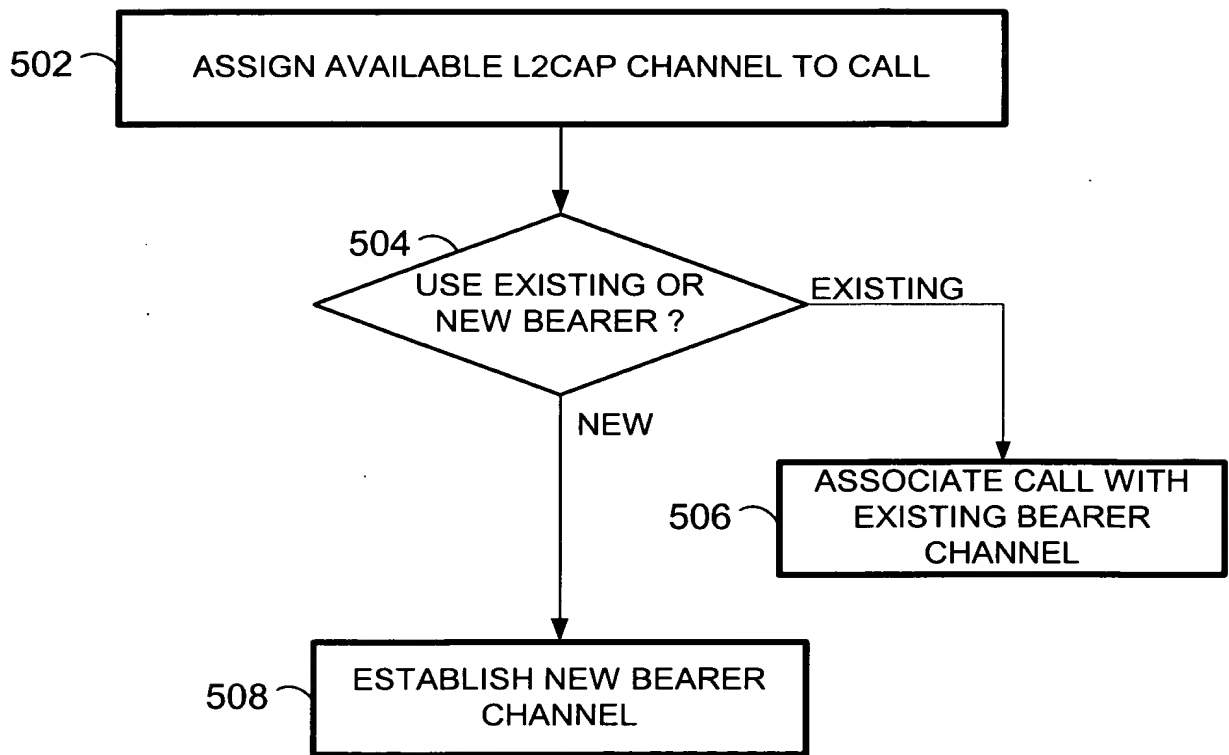 502
ASSIGN AVAILABLE L2CAP CHANNEL TO CALL
504
USE EXISTING OR
NEW BEARER ?
EXISTING
NEW
506
ASSOCIATE CALL WITH
EXISTING BEARER
CHANNEL
508
ESTABLISH NEW BEARER
CHANNEL